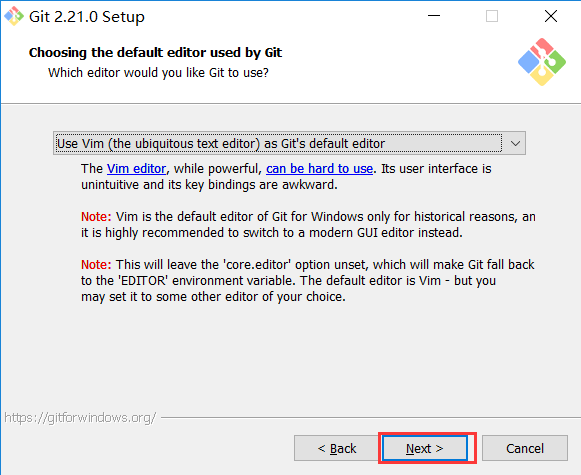 Git 2.21.0 Setup
Choosing the default editor used by Git
Which editor would you like Git to use?
Use Vim (the ubiquitous text editor) as Git's default editor
The Vim editor, while powerful, can be hard to use. Its user interface is
unintuitive and its key bindings are awkward.
Note: Vim is the default editor of Git for Windows only for historical reasons, an
it is highly recommended to switch to a modern GUI editor instead.
Note: This will leave the 'core.editor' option unset, which will make Git fall back
to the 'EDITOR' environment variable. The default editor is Vim - but you
may set it to some other editor of your choice.
https://gitforwindows.org/
< Back
Next >
Cancel